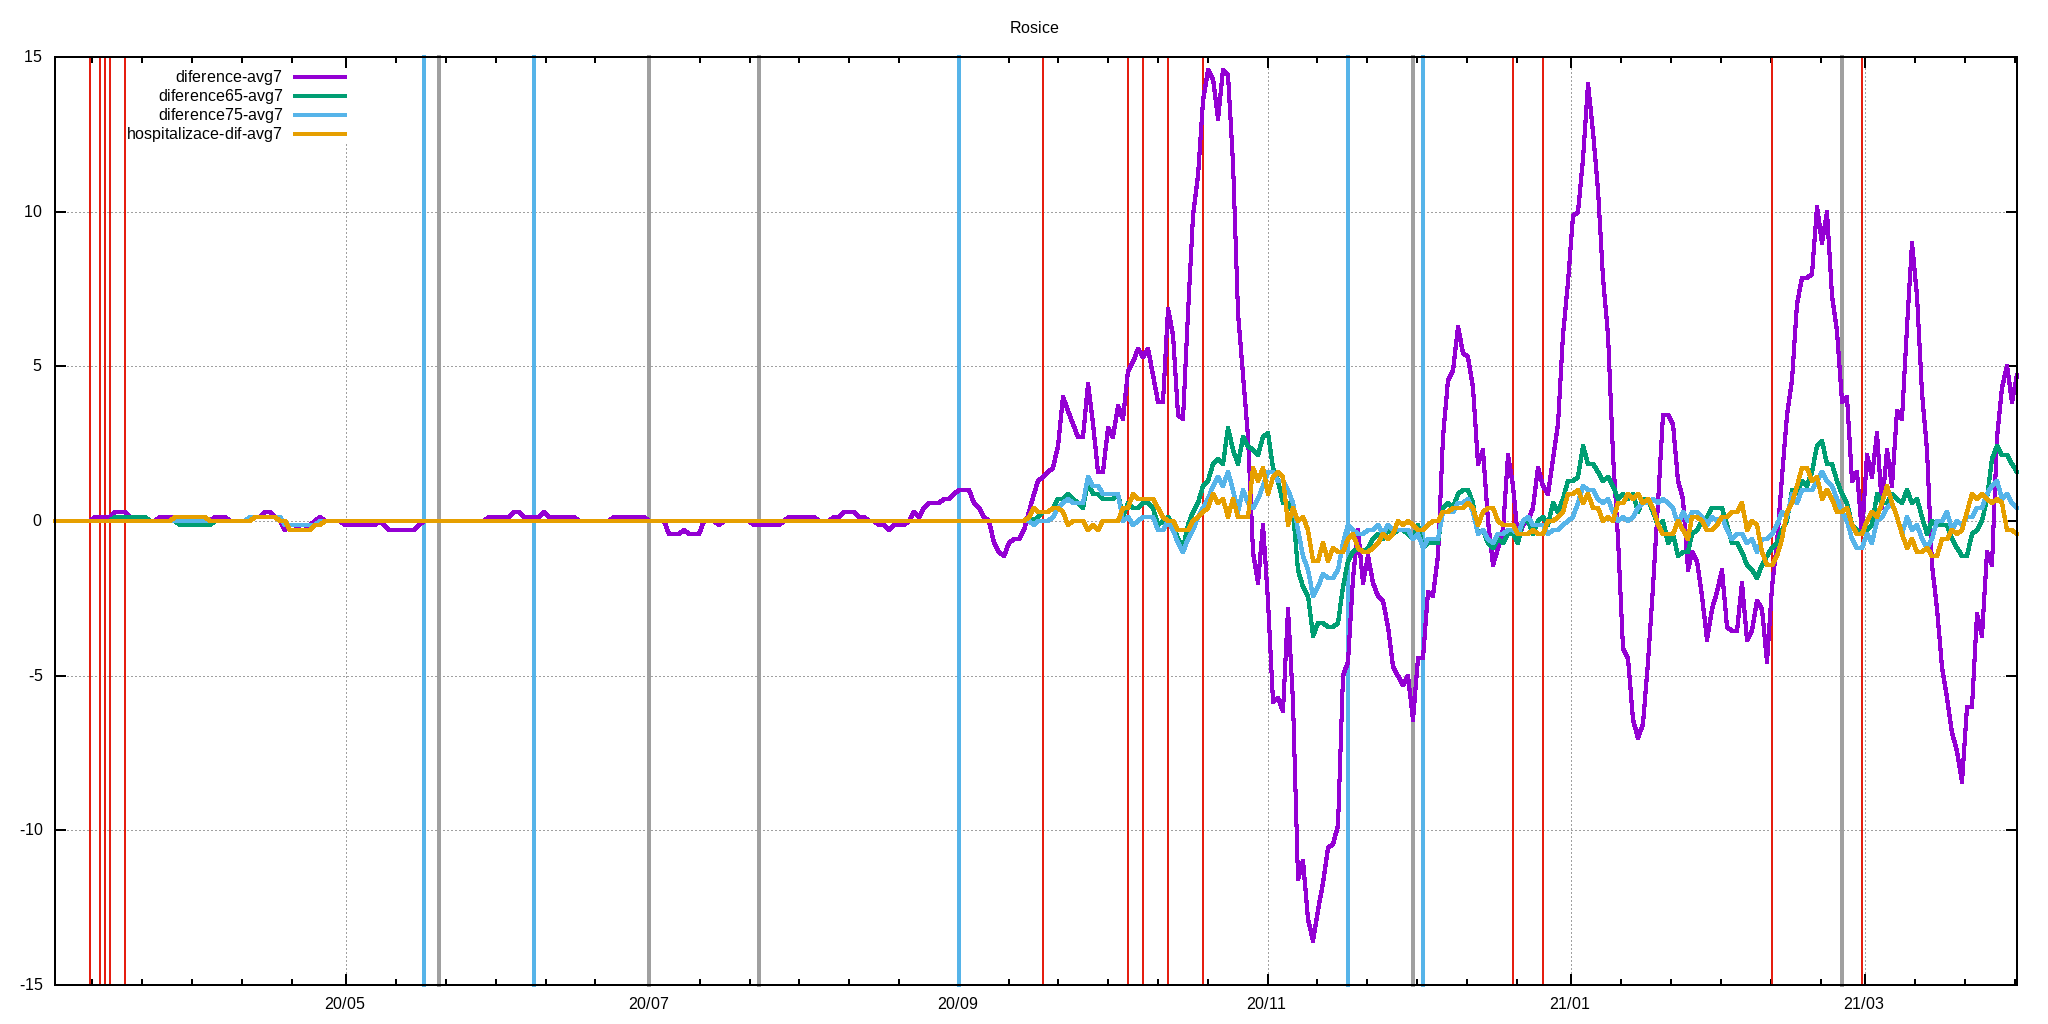 Rosice
15
10
5
0
-5
-10
-15
diference-avg7
diference65-avg7
diference75-avg7
hospitalizace-dif-avg7
20/05
20/07
20/09
20/11
21/01
21/03